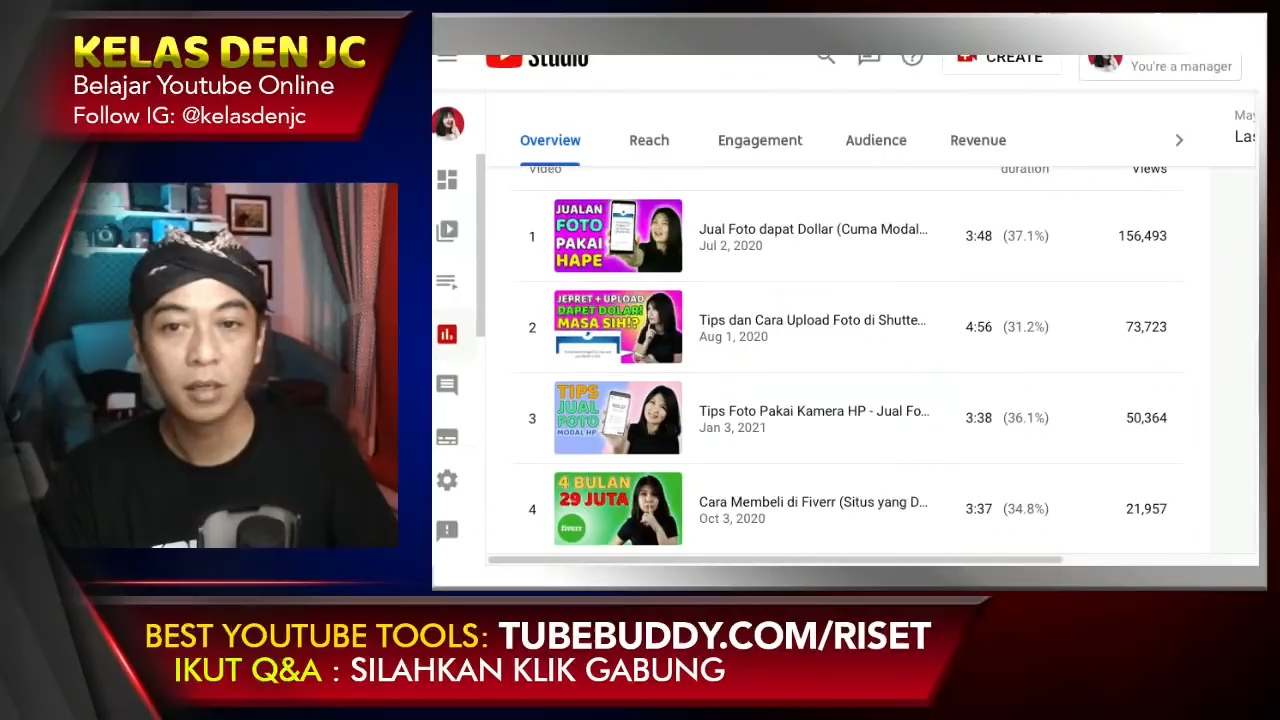 KELAS DEN JC
Belajar Youtube Online
Follow IG: @kelasdenjc
Studio
CREATE
You're a manager
Overview
Reach
Engagement
Audience
Revenue
May
Las
Video
duration
Views
1
JUALAN
FOTO
PAKAI
HAPE
Jual Foto dapat Dollar (Cuma Modal...
Jul 2, 2020
3:48 (37.1%)
156,493
2
JEPRET + UPLOAD
DAPET DOLAR!
MASA SIH!?
Tips dan Cara Upload Foto di Shutte...
Aug 1, 2020
4:56 (31.2%)
73,723
3
TIPS
JUAL
FOTO
MODAL HP
Tips Foto Pakai Kamera HP - Jual Fo...
Jan 3, 2021
3:38 (36.1%)
50,364
4
4 BULAN
29 JUTA
fiverr
Cara Membeli di Fiverr (Situs yang D...
Oct 3, 2020
3:37 (34.8%)
21,957
BEST YOUTUBE TOOLS: TUBEBUDDY.COM/RISET
IKUT Q&A : SILAHKAN KLIK GABUNG